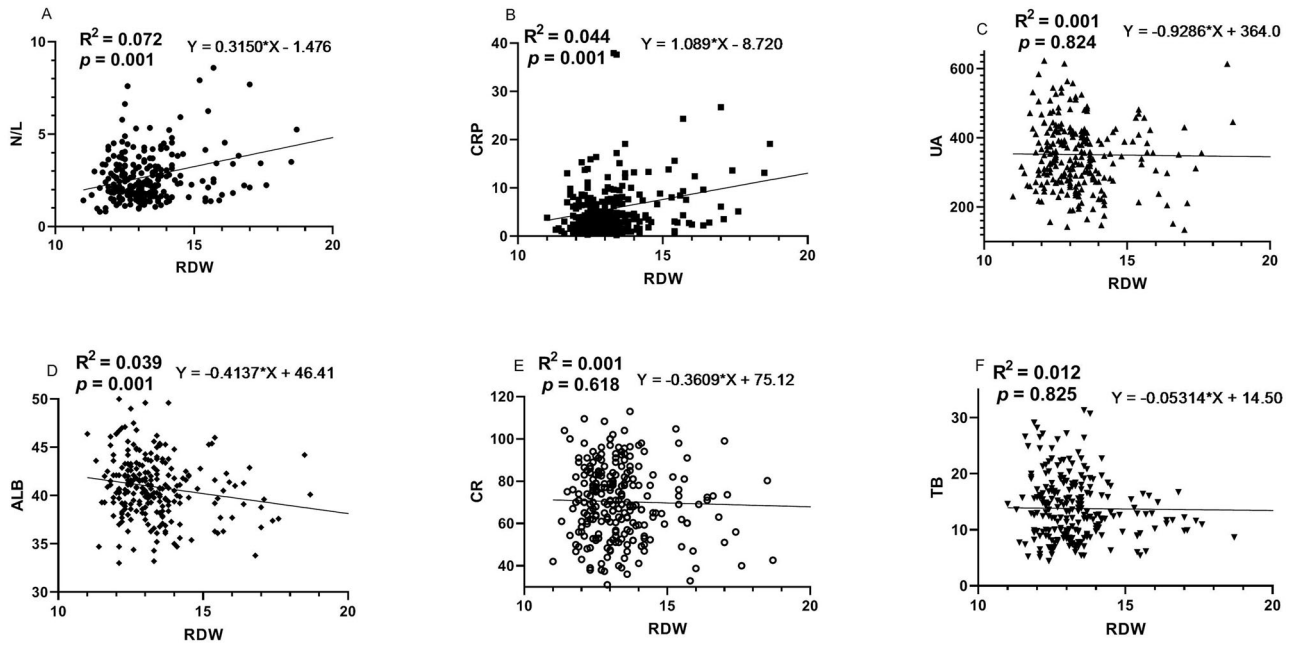 A
R² = 0.072
p = 0.001
Y = 0.3150*X - 1.476
10
5
0
N/L
10
15
20
RDW
B
R² = 0.044
p = 0.001
Y = 1.089*X - 8.720
40
30
20
10
0
CRP
10
15
20
RDW
C
R² = 0.001
p = 0.824
Y = -0.9286*X + 364.0
600
400
200
UA
10
15
20
RDW
D
R² = 0.039
p = 0.001
Y = -0.4137*X + 46.41
50
45
40
35
30
ALB
10
15
20
RDW
E
R² = 0.001
p = 0.618
Y = -0.3609*X + 75.12
120
100
80
60
40
CR
10
15
20
RDW
F
R² = 0.012
p = 0.825
Y = -0.05314*X + 14.50
30
20
10
0
TB
10
15
20
RDW